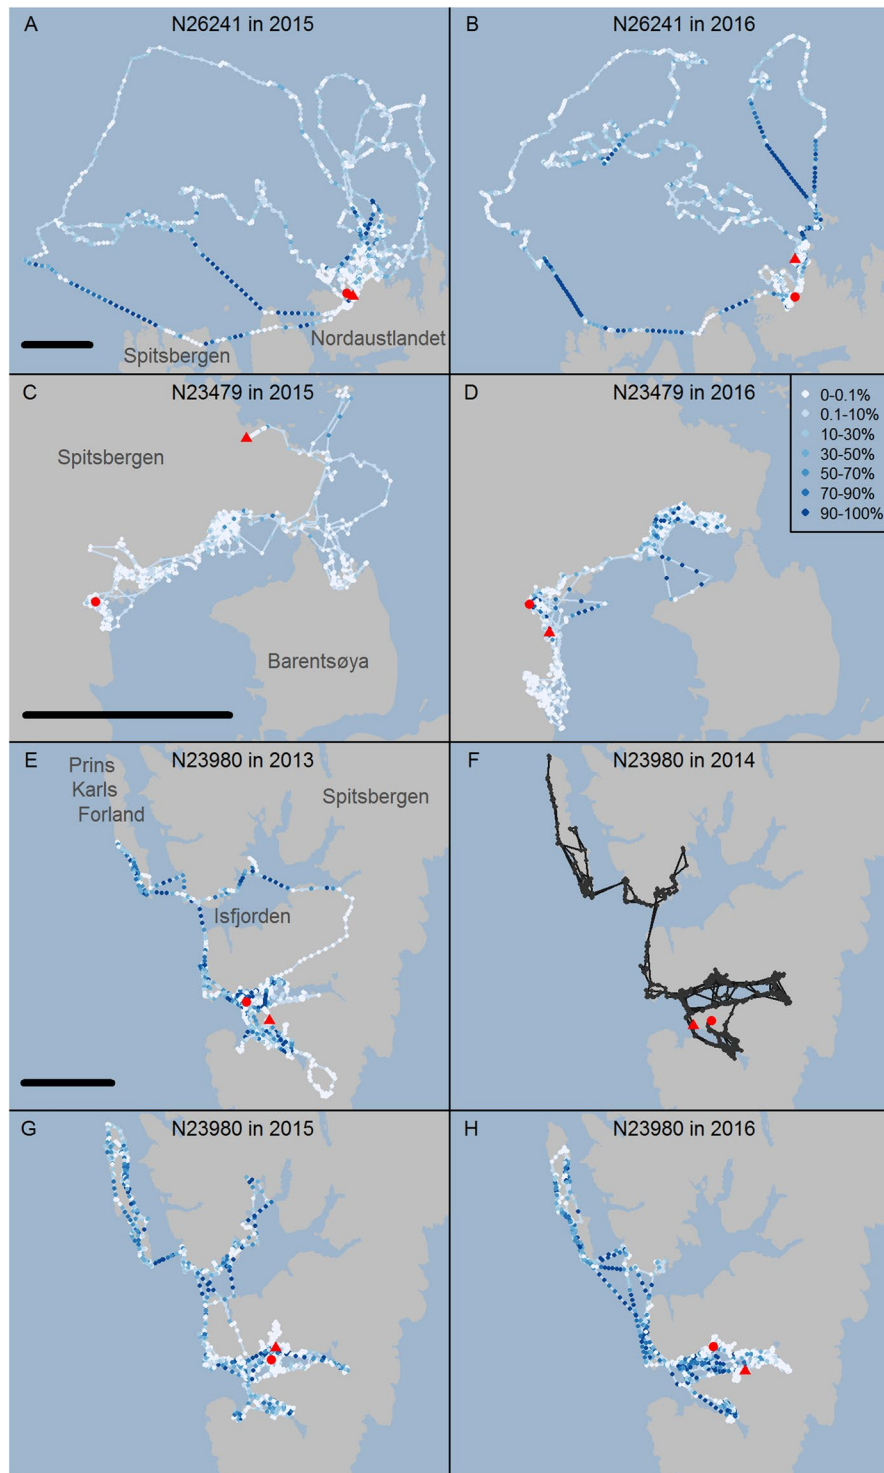 A N26241 in 2015
B N26241 in 2016
Nordaustlandet
Spitsbergen
C N23479 in 2015
D N23479 in 2016
Spitsbergen
Barentsøya
0-0.1%
0.1-10%
10-30%
30-50%
50-70%
70-90%
90-100%
E N23980 in 2013
F N23980 in 2014
Prins
Karls
Forland
Spitsbergen
Isfjorden
G N23980 in 2015
H N23980 in 2016